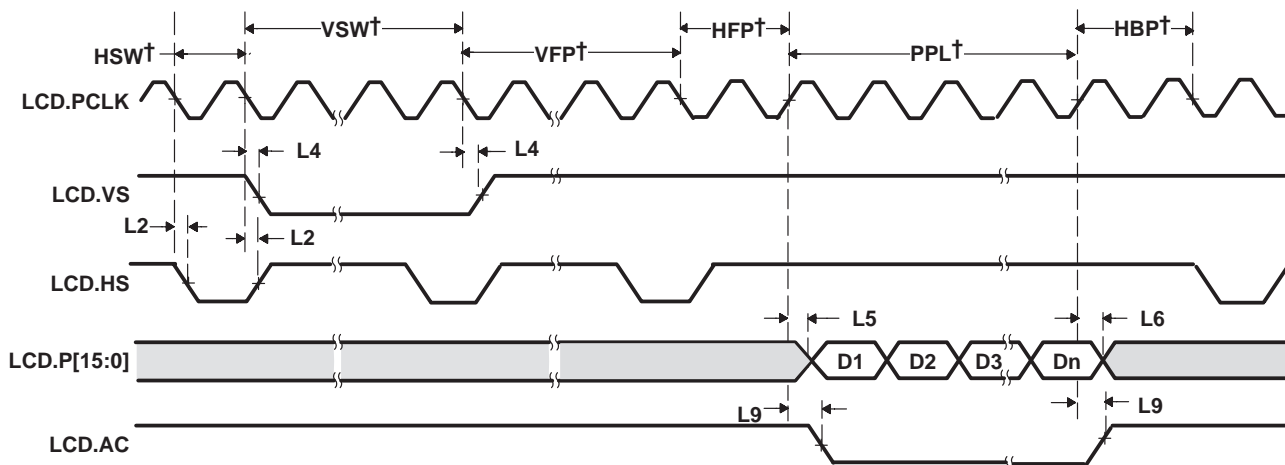 HSW†
VSW†
VFP†
HFP†
PPL†
HBP†
LCD.PCLK
L4
L4
LCD.VS
L2
L2
LCD.HS
L5
L6
LCD.P[15:0]
D1
D2
D3
Dn
L9
L9
LCD.AC